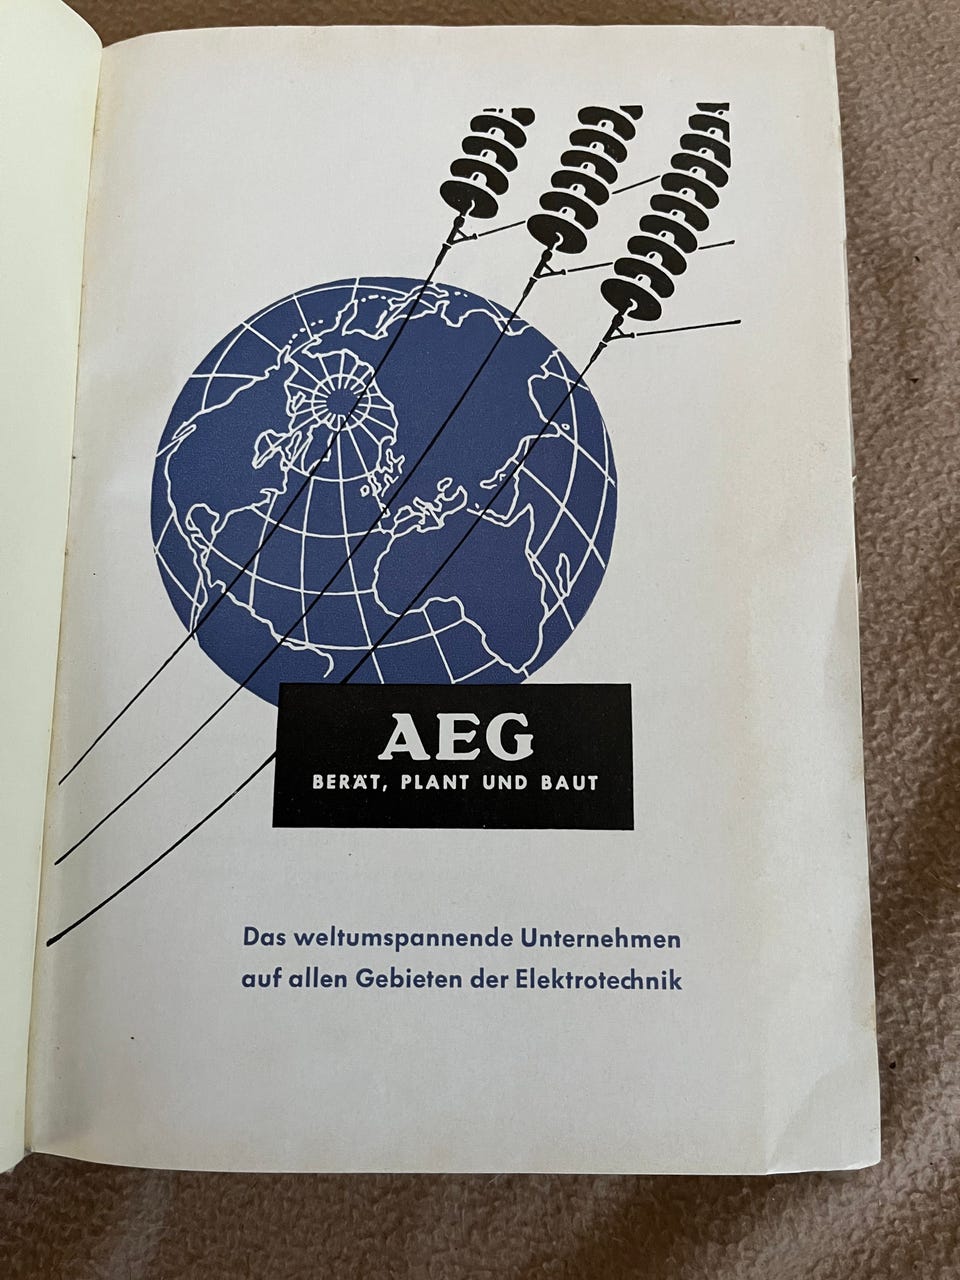 AEG
BERÄT, PLANT UND BAUT
Das weltumspannende Unternehmen
auf allen Gebieten der Elektrotechnik